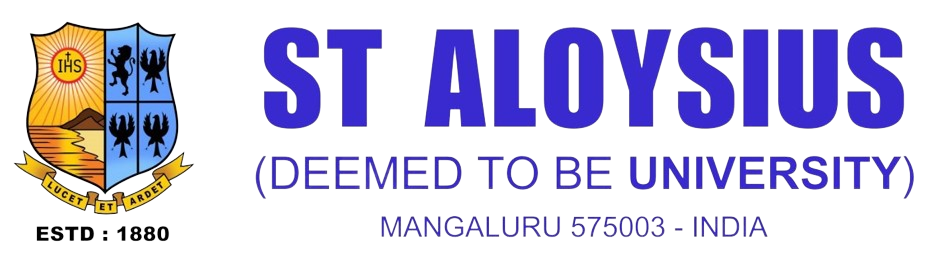 IHS
LUCET ET ARDET
ESTD : 1880
ST ALOYSIUS
(DEEMED TO BE UNIVERSITY)
MANGALURU 575003 - INDIA